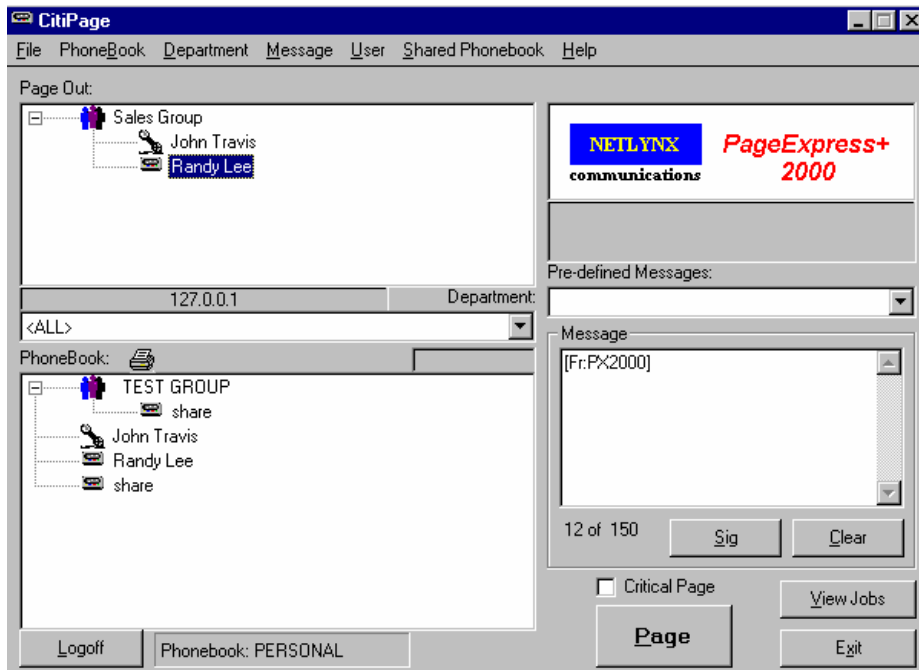 CitiPage
File PhoneBook Department Message User Shared Phonebook Help
Page Out:
Sales Group
John Travis
Randy Lee
NETLYNX
communications
PageExpress+
2000
127.0.0.1
Department:
<ALL>
Pre-defined Messages:
PhoneBook:
TEST GROUP
share
John Travis
Randy Lee
share
Message
[Fr:PX2000]
12 of 150
Sig
Clear
Critical Page
View Jobs
Page
Exit
Logoff
Phonebook: PERSONAL